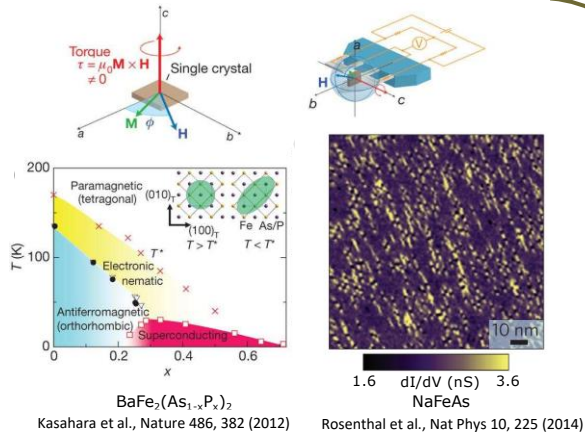 c
Torque
τ = μ₀M × H
≠ 0
Single crystal
M
ϕ
H
a
b
V
a
H
b
c
200
100
0
T (K)
Paramagnetic
(tetragonal)
(010)T
(100)T
Fe As/P
T > T* T < T*
T*
Electronic
nematic
Antiferromagnetic
(orthorhombic)
Superconducting
0 0.2 0.4 0.6
x
10 nm
1.6 dI/dV (nS) 3.6
BaFe₂(As₁₋ₓPₓ)₂
NaFeAs
Kasahara et al., Nature 486, 382 (2012)
Rosenthal et al., Nat Phys 10, 225 (2014)